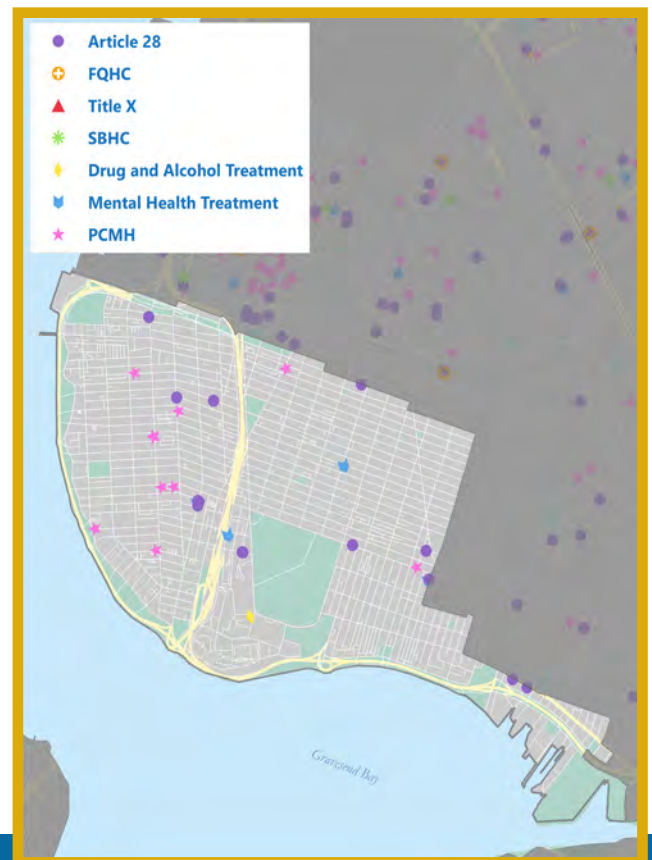 Article 28
FQHC
Title X
SBHC
Drug and Alcohol Treatment
Mental Health Treatment
PCMH
Gravesend Bay